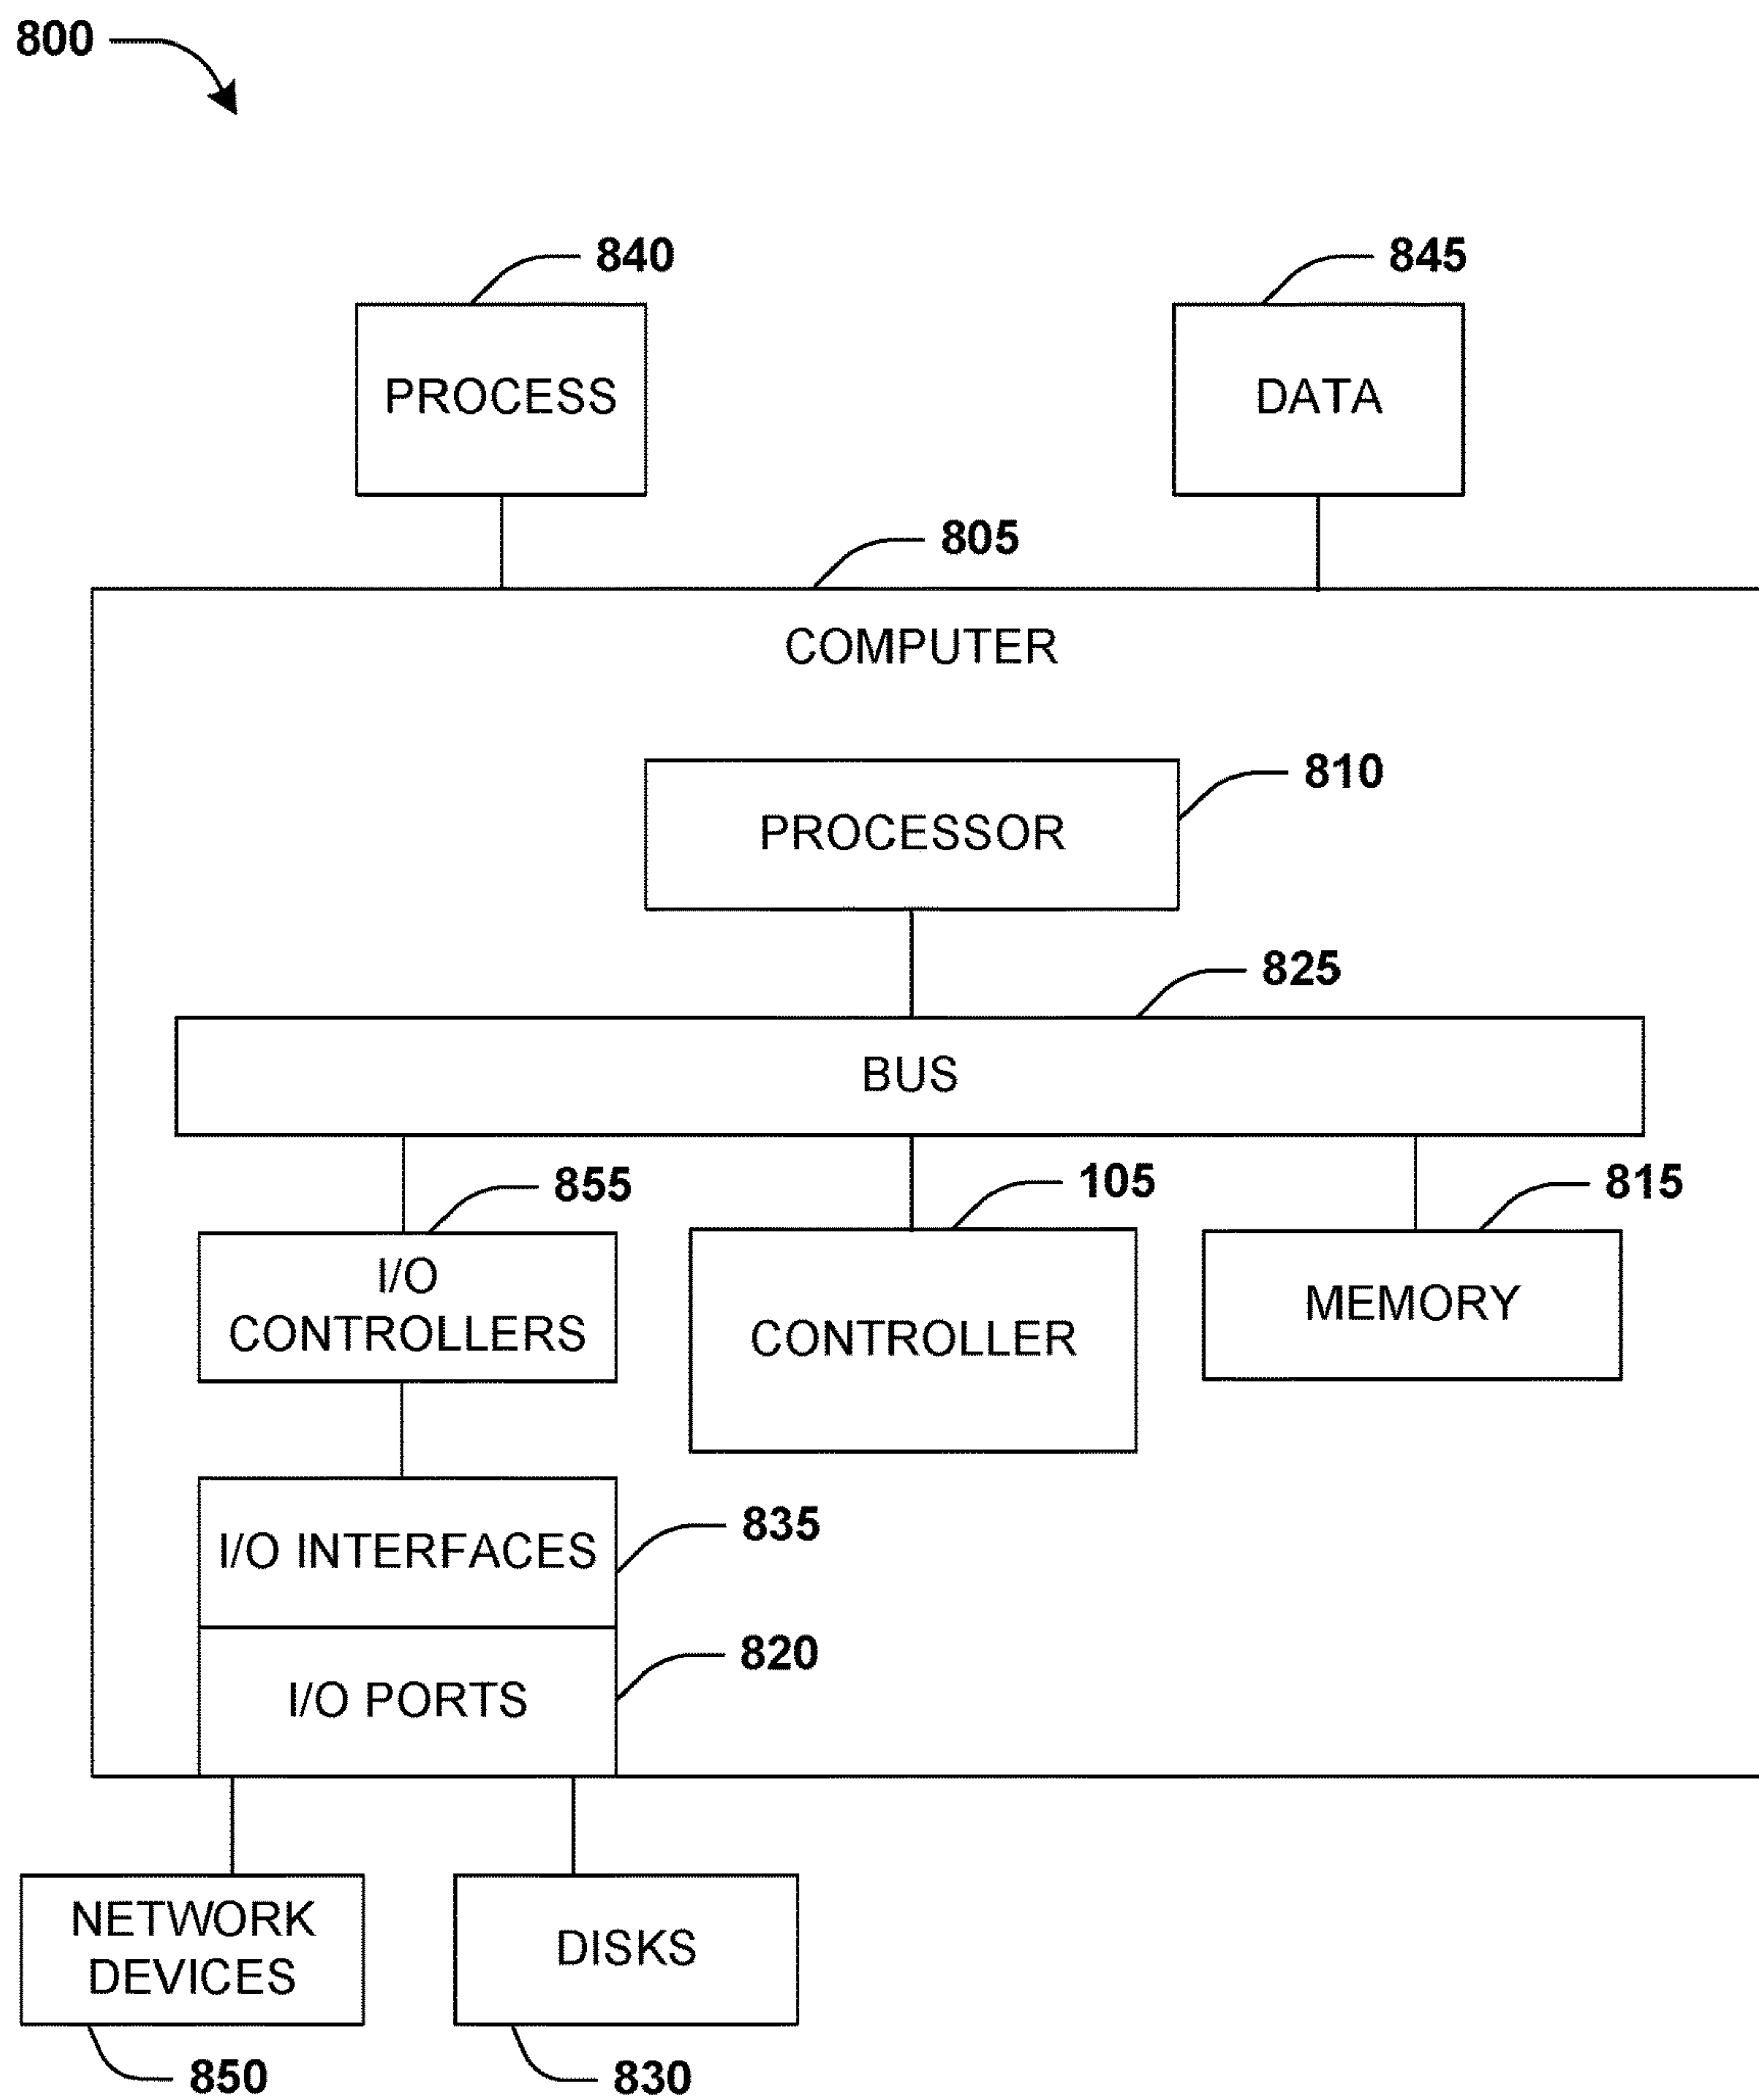 800
840
845
PROCESS
DATA
805
COMPUTER
810
PROCESSOR
825
BUS
855
105
815
I/O
CONTROLLERS
CONTROLLER
MEMORY
835
I/O INTERFACES
820
I/O PORTS
NETWORK
DEVICES
DISKS
850
830